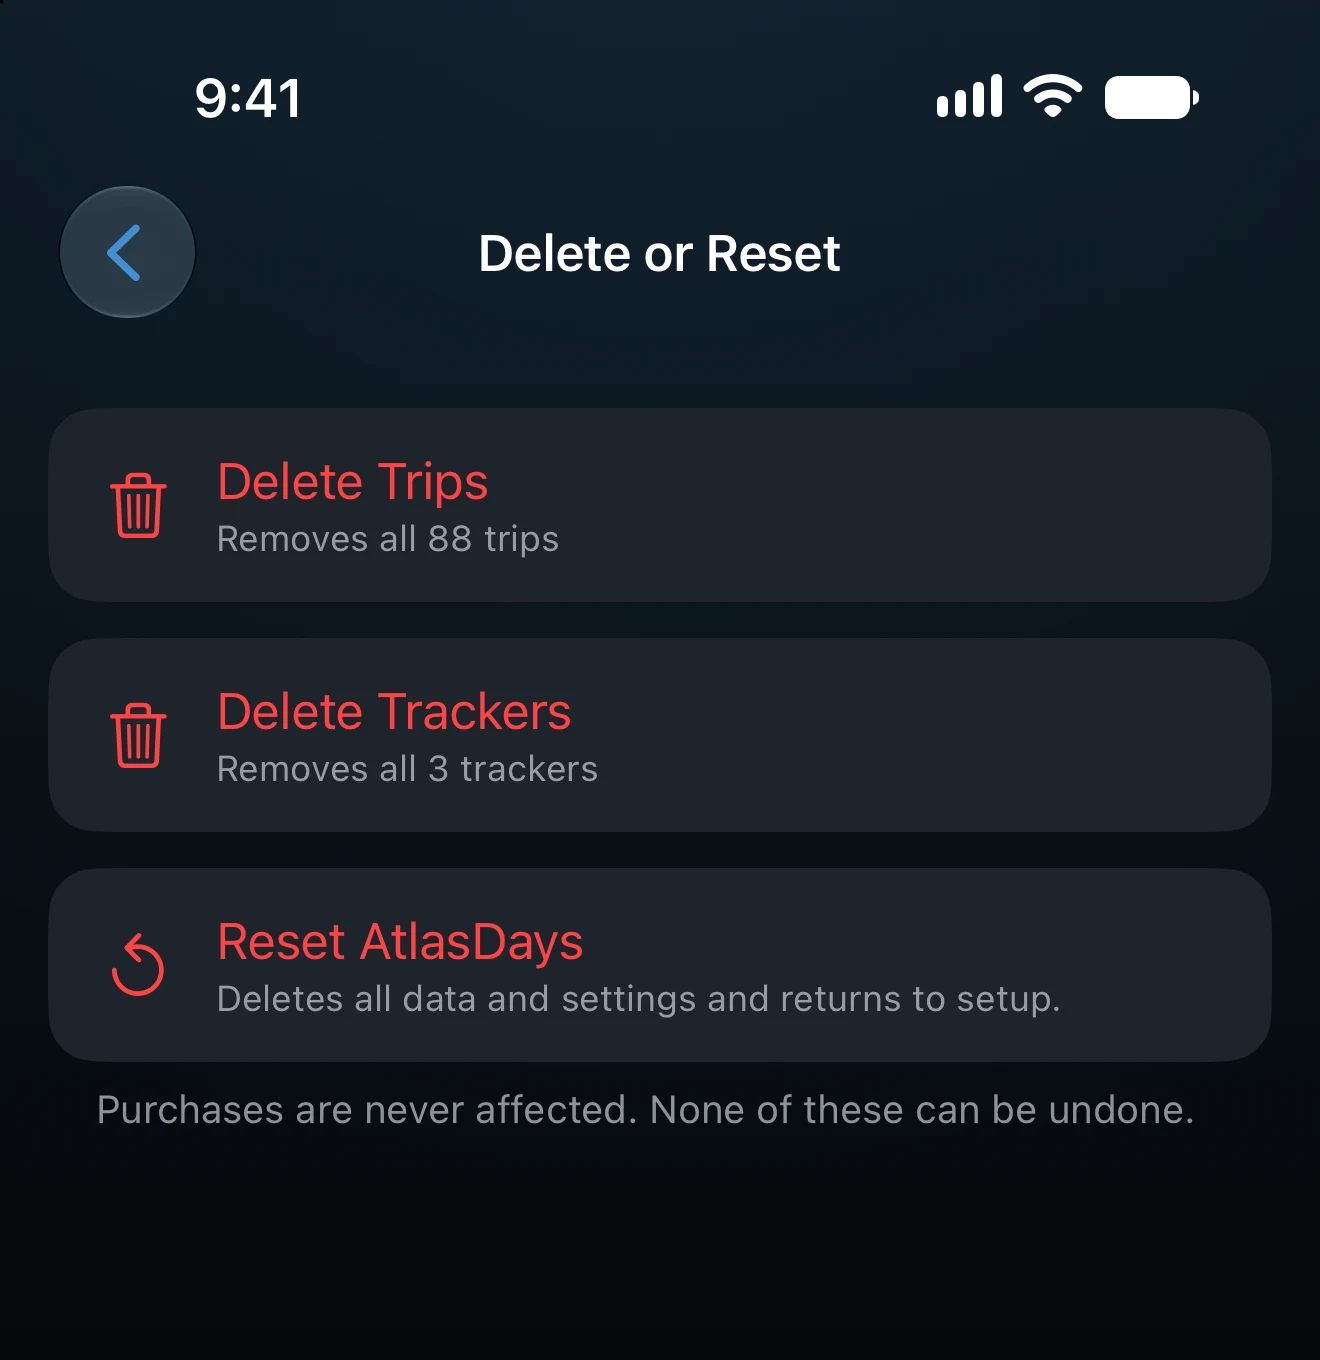 9:41
Delete or Reset
Delete Trips
Removes all 88 trips
Delete Trackers
Removes all 3 trackers
Reset AtlasDays
Deletes all data and settings and returns to setup.
Purchases are never affected. None of these can be undone.